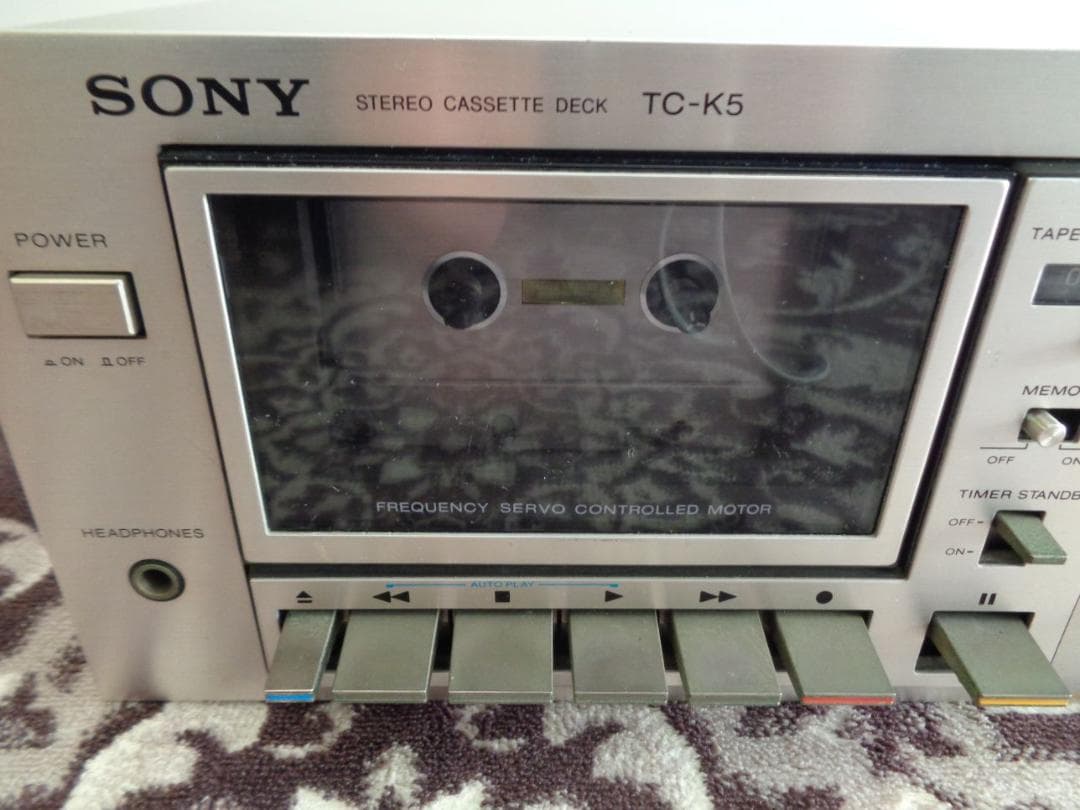 SONY STEREO CASSETTE DECK TC-K5
POWER
ON OFF
HEADPHONES
FREQUENCY SERVO CONTROLLED MOTOR
AUTO PLAY
TAPE
0
MEMO
OFF ON
TIMER STANDB
OFF-
ON-